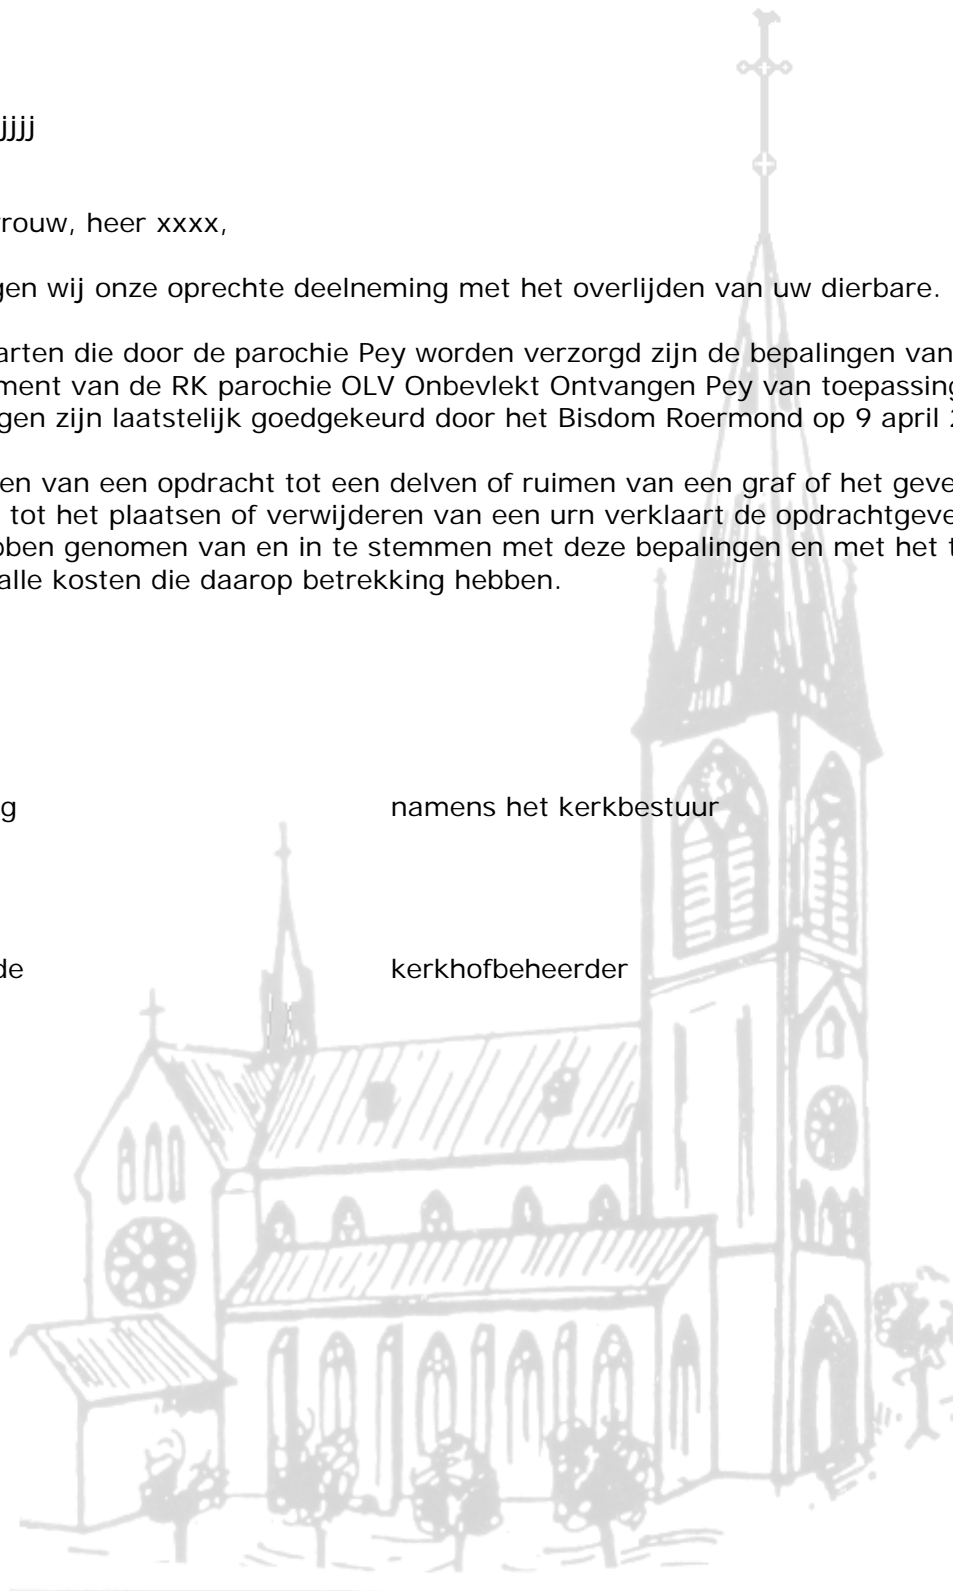 jjjj
rouw, heer xxxx,
gen wij onze oprechte deelneming met het overlijden van uw dierbare.
arten die door de parochie Pey worden verzorgd zijn de bepalingen van
ment van de RK parochie OLV Onbevlekt Ontvangen Pey van toepassing
gen zijn laatstelijk goedgekeurd door het Bisdom Roermond op 9 april
en van een opdracht tot een delven of ruimen van een graf of het geve
tot het plaatsen of verwijderen van een urn verklaart de opdrachtgeve
bben genomen van en in te stemmen met deze bepalingen en met het t
alle kosten die daarop betrekking hebben.
g namens het kerkbestuur
de kerkhofbeheerder